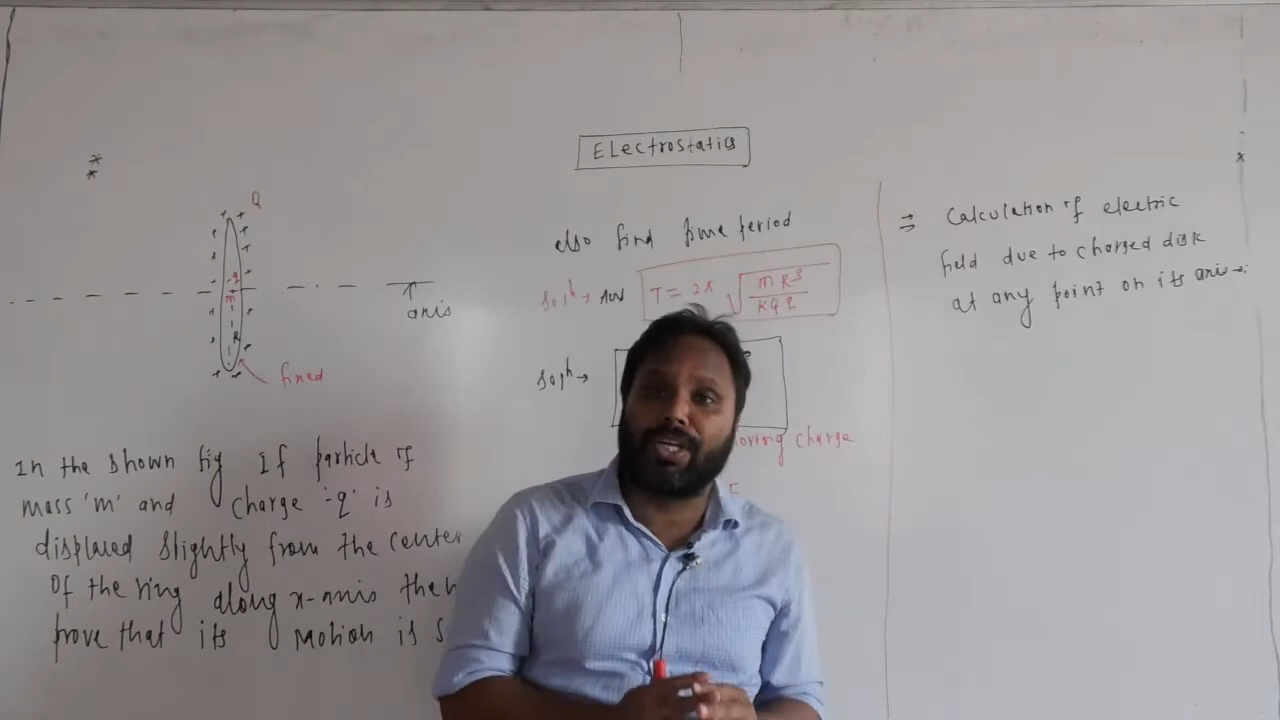 Electrostatics
Q
-q
m
R
axis
fixed
In the shown fig If particle of
mass 'm' and charge -q' is
displaced slightly from the center
of the ring along x-axis then
prove that its motion is S
also find time period
Solⁿ→ Ans T = 2π √ mR³
KQq
Solⁿ→
oving charge
⇒ Calculation of electric
field due to charged disk
at any point on its axis→